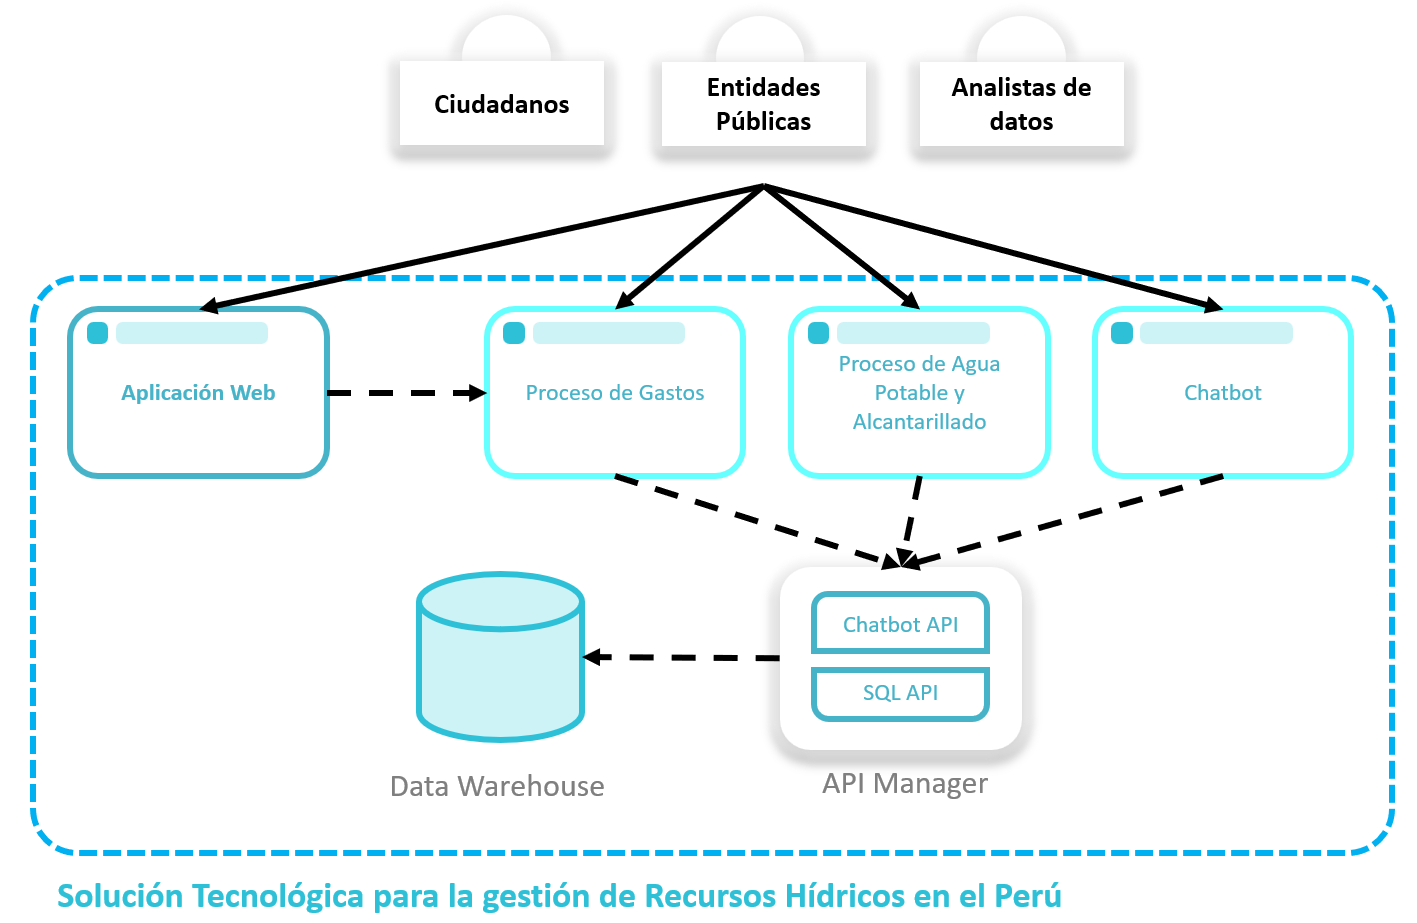 Ciudadanos
Entidades
Públicas
Analistas de
datos
Aplicación Web
Proceso de Gastos
Proceso de Agua
Potable y
Alcantarillado
Chatbot
Chatbot API
SQL API
Data Warehouse
API Manager
Solución Tecnológica para la gestión de Recursos Hídricos en el Perú